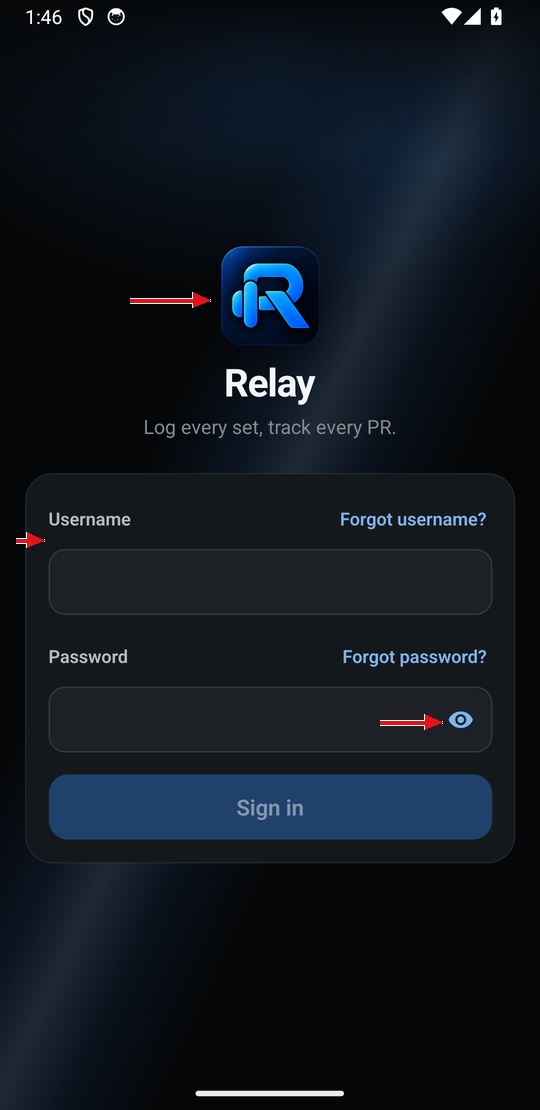 1:46
Relay
Log every set, track every PR.
Username Forgot username?
Password Forgot password?
Sign in